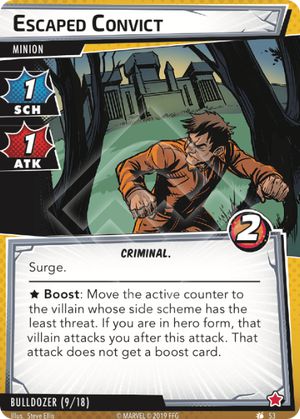 ESCAPED CONVICT
MINION
1
SCH
1
ATK
2
CRIMINAL.
Surge.
★ Boost: Move the active counter to
the villain whose side scheme has the
least threat. If you are in hero form, that
villain attacks you after this attack. That
attack does not get a boost card.
BULLDOZER (9/18)
Illus. Steve Ellis
© MARVEL © 2019 FFG
53